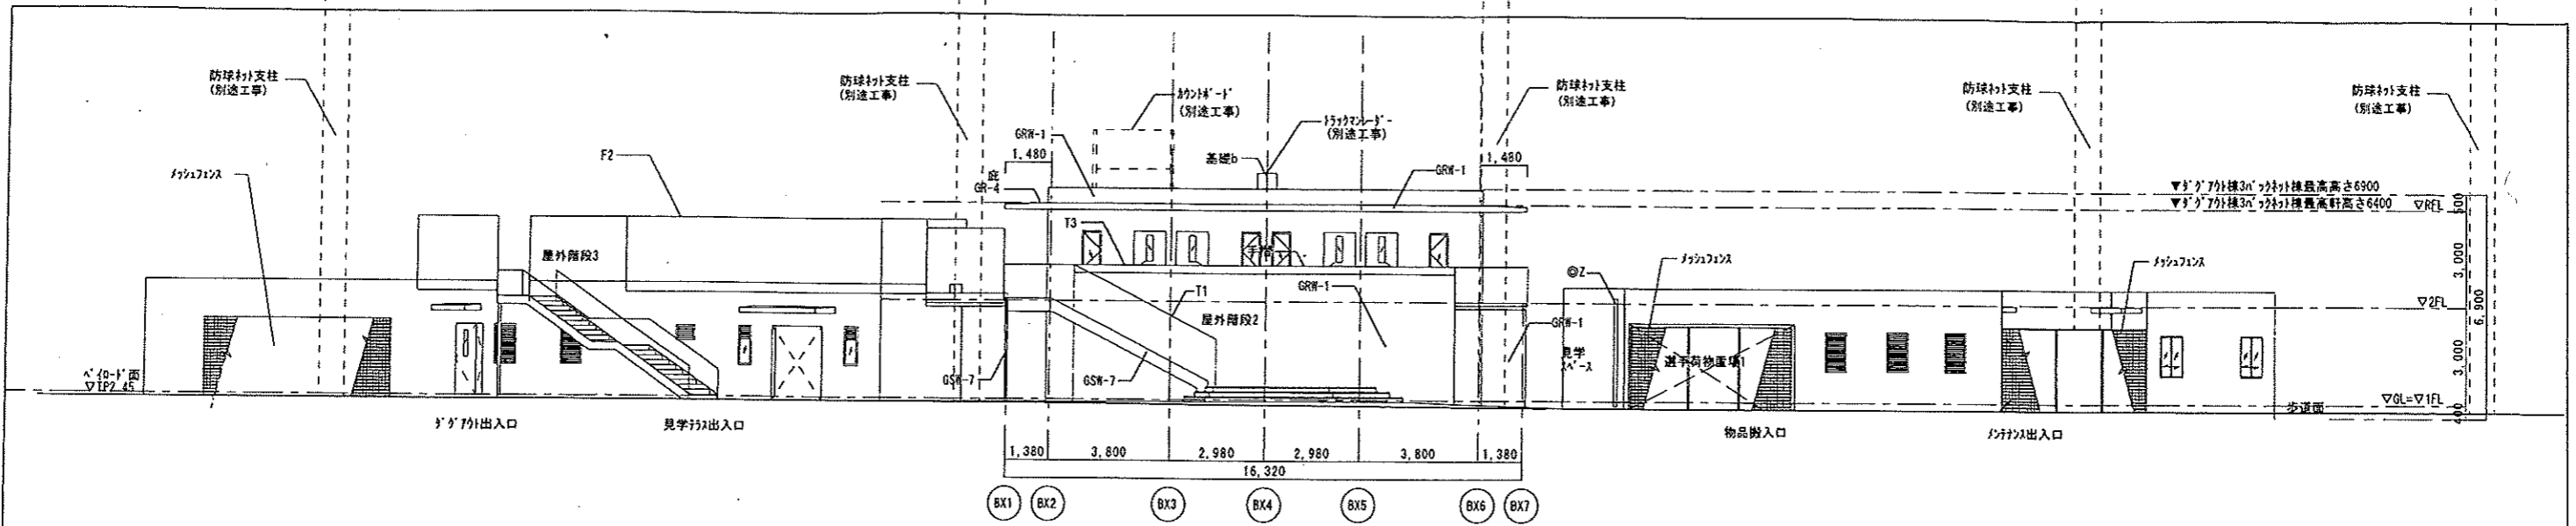 防球ネット支柱
(別途工事)
防球ネット支柱
(別途工事)
カウントボード
(別途工事)
トラックマンレーダー
(別途工事)
防球ネット支柱
(別途工事)
防球ネット支柱
(別途工事)
防球ネット支柱
(別途工事)
メッシュフェンス
F2
GRW-1
1,480
基礎b
1,480
庇
GR-4
GRW-1
▼ダグアウト棟3バックネット棟最高高さ6900
▼ダグアウト棟3バックネット棟最高軒高さ6400
▽RFL
500
屋外階段3
T3
手摺
◎Z
メッシュフェンス
メッシュフェンス
3,000
6,900
T1
GRW-1
屋外階段2
▽2FL
GRW-1
見学
スペース
選手荷物置場1
3,000
ベイロード面
▽TP2.45
GSW-7
GSW-7
▽GL=▽1FL
歩道面
400
ダグアウト出入口
見学テラス出入口
物品搬入口
メンテナンス出入口
1,380
3,800
2,980
2,980
3,800
1,380
16,320
BX1
BX2
BX3
BX4
BX5
BX6
BX7